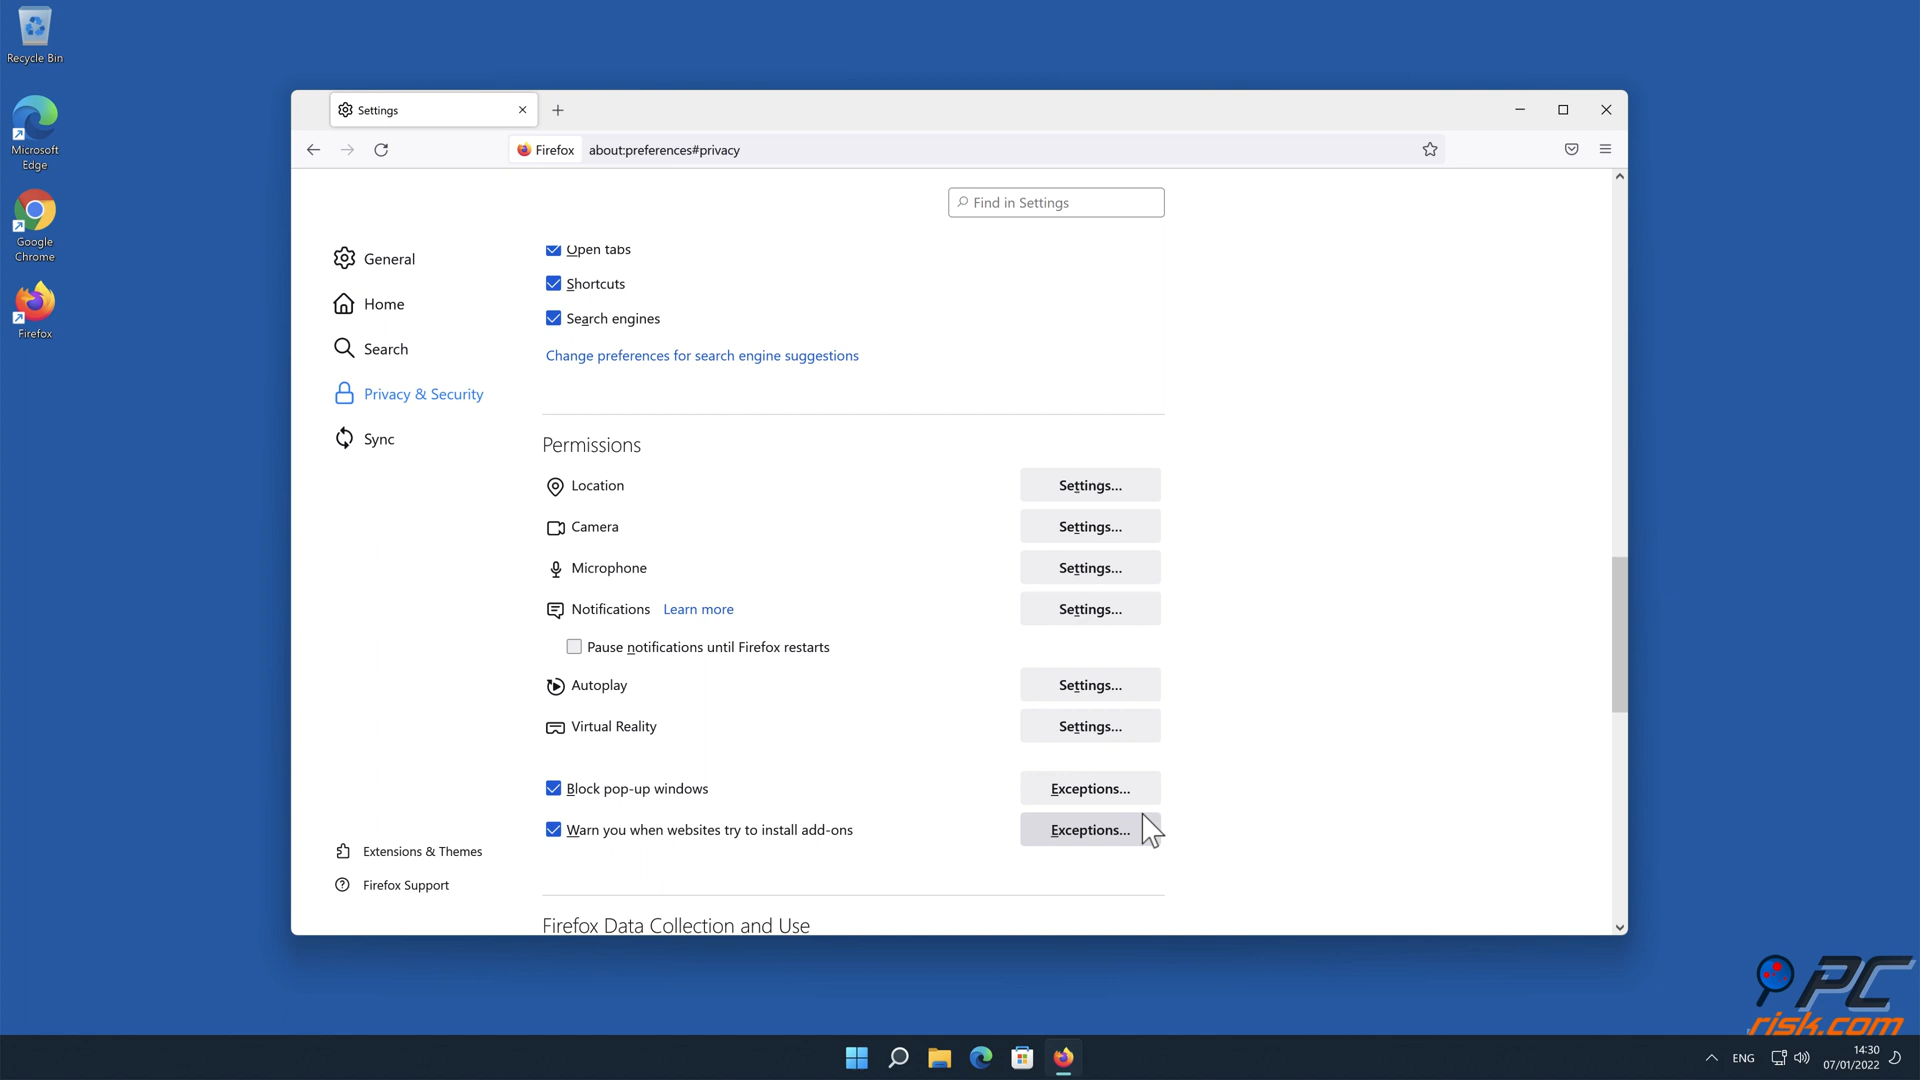 Recycle Bin
Microsoft
Edge
Google
Chrome
Firefox
Settings
Firefox
about:preferences#privacy
Find in Settings
General
Home
Search
Privacy & Security
Sync
Extensions & Themes
Firefox Support
Open tabs
Shortcuts
Search engines
Change preferences for search engine suggestions
Permissions
Location Settings...
Camera Settings...
Microphone Settings...
Notifications Learn more Settings...
Pause notifications until Firefox restarts
Autoplay Settings...
Virtual Reality Settings...
Block pop-up windows Exceptions...
Warn you when websites try to install add-ons Exceptions...
Firefox Data Collection and Use
PC
risk.com
ENG
14:30
07/01/2022